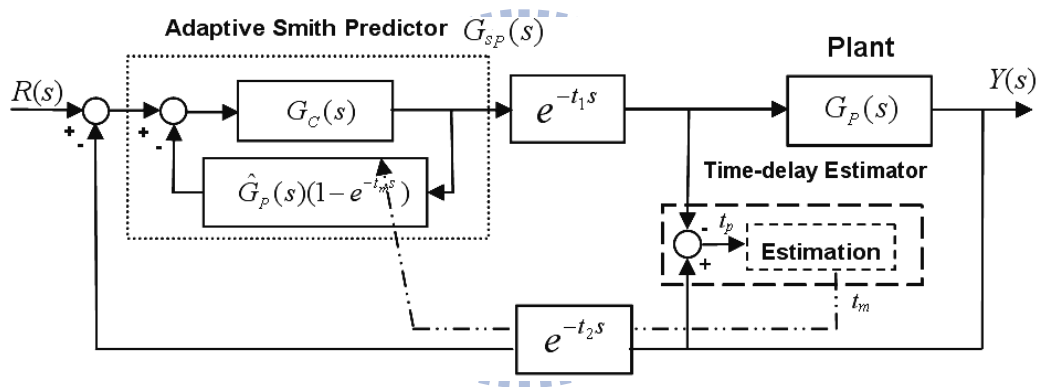 Adaptive Smith Predictor G_{SP}(s)
Plant
R(s)
+
-
+
-
G_C(s)
e^{-t_1 s}
G_P(s)
Y(s)
\hat{G}_P(s)(1-e^{-t_m s})
Time-delay Estimator
-
+
t_p
Estimation
t_m
e^{-t_2 s}